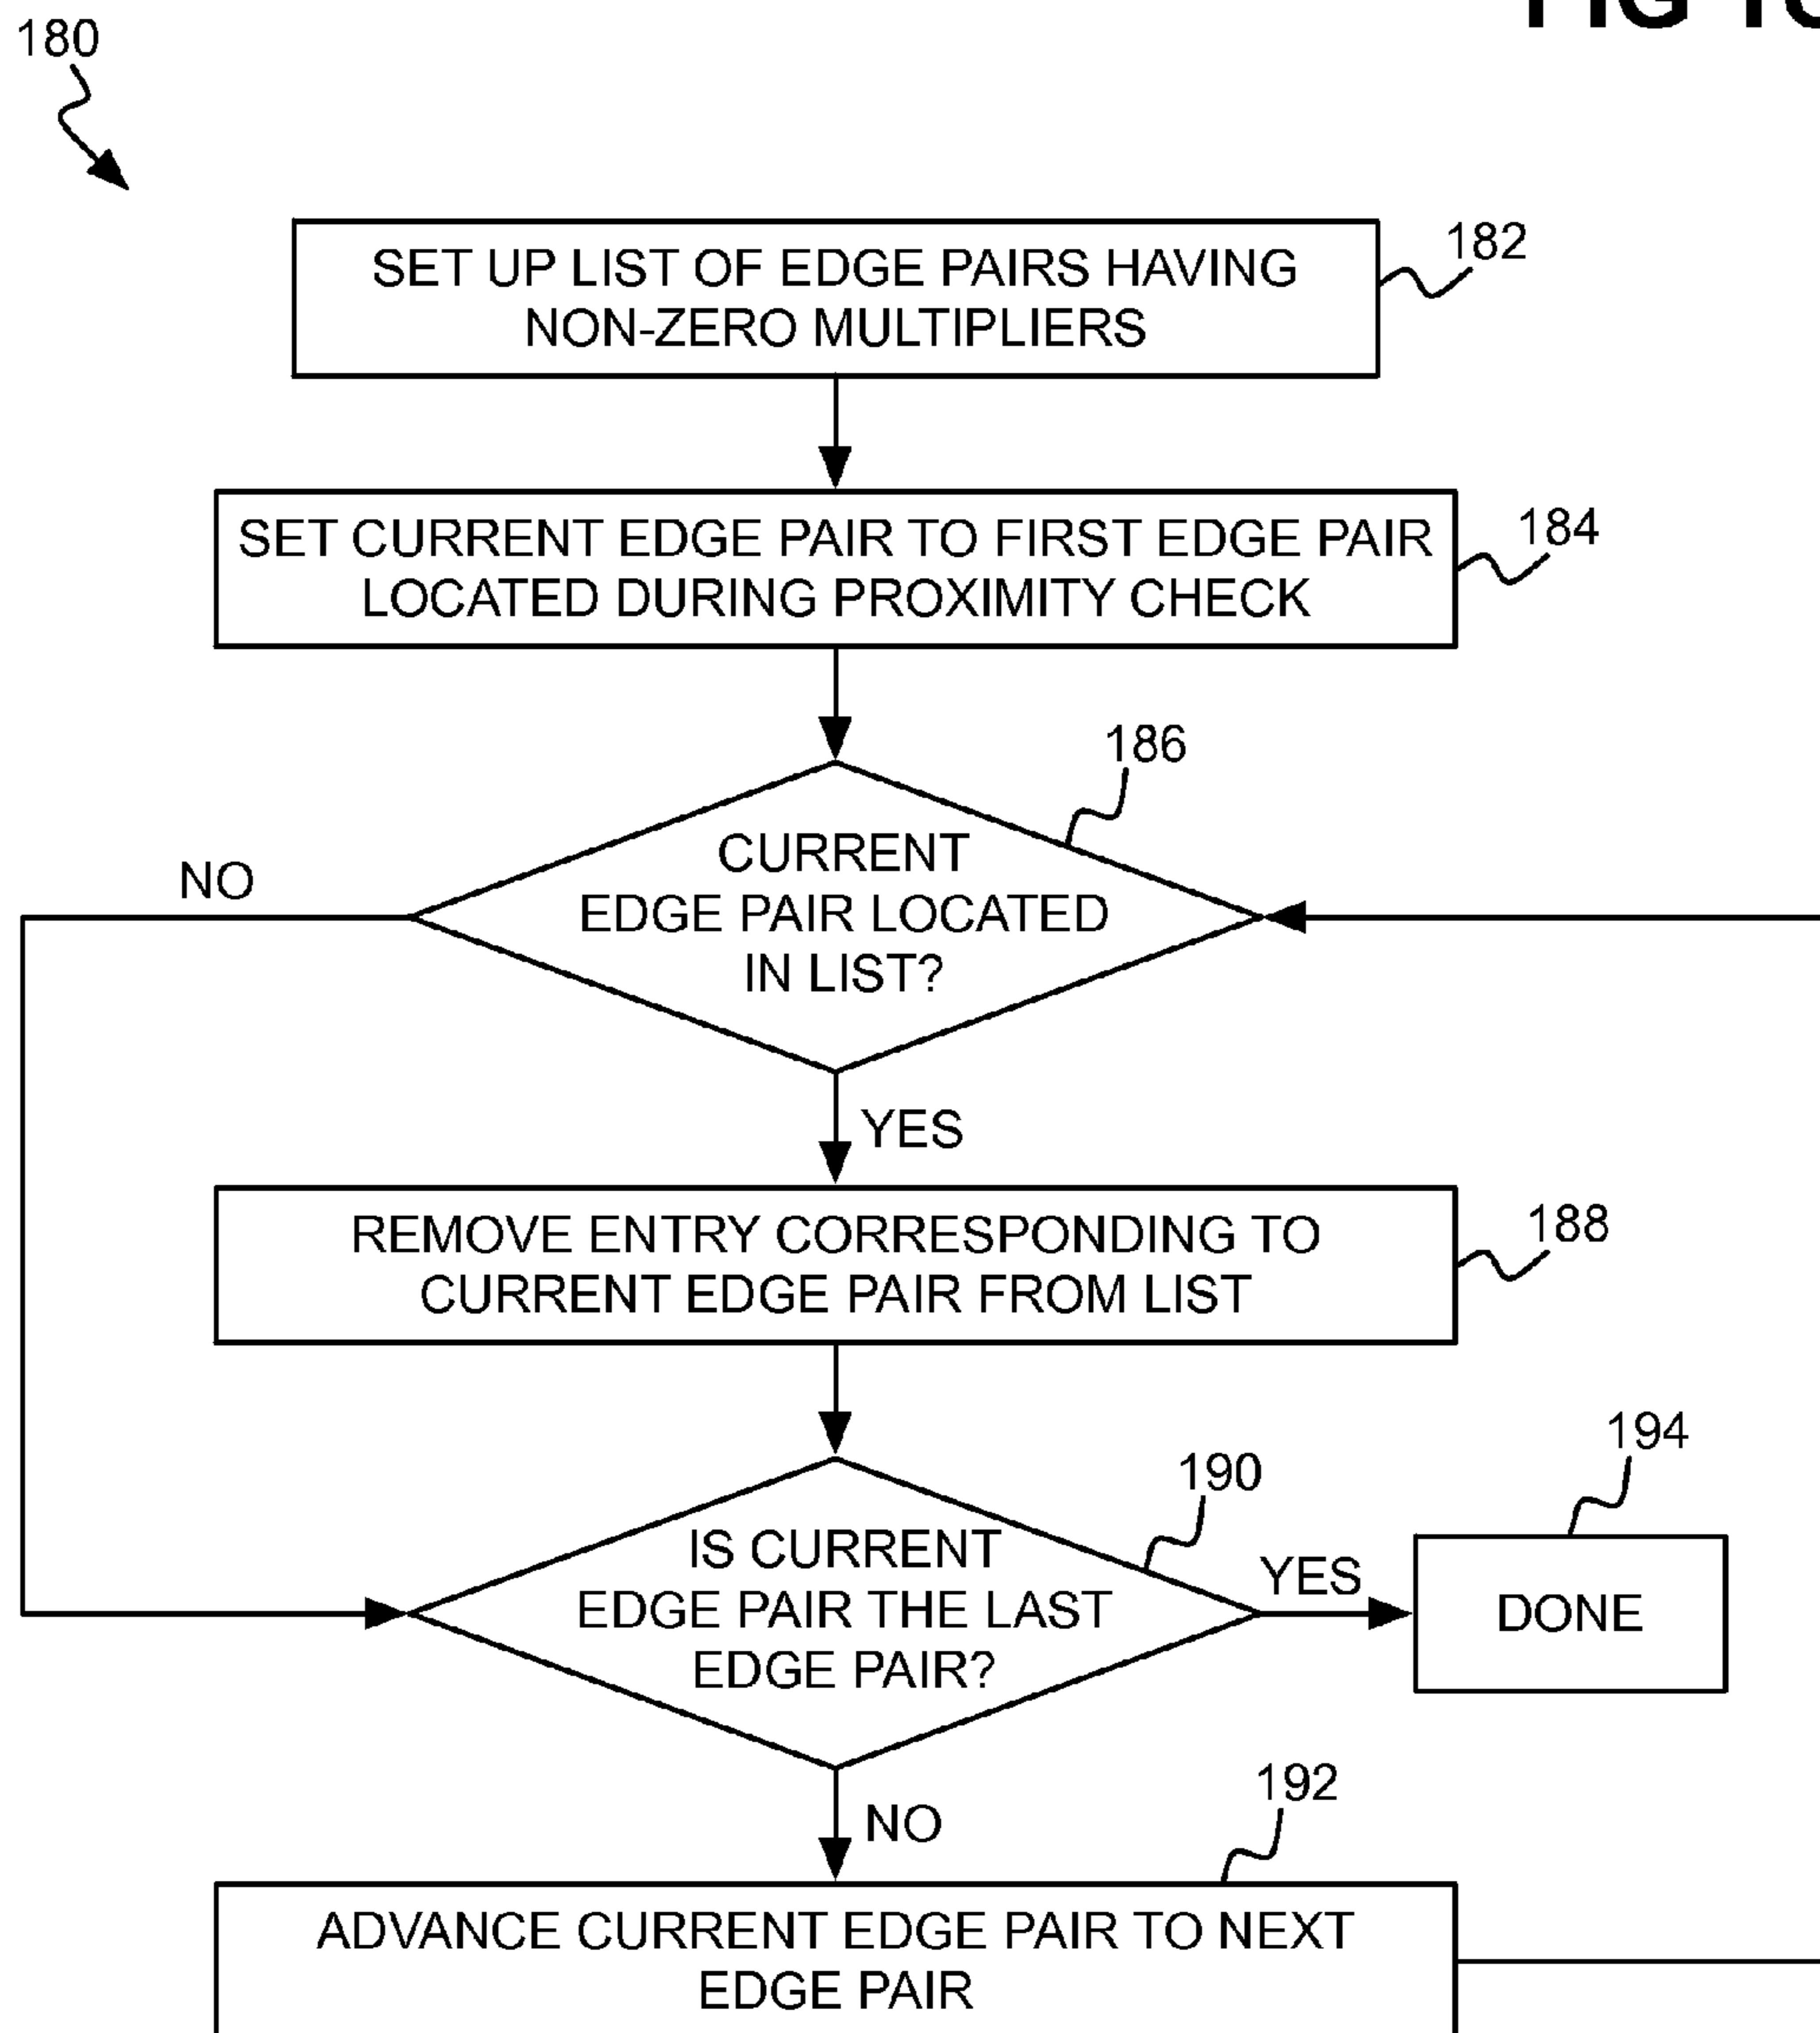 180
182
SET UP LIST OF EDGE PAIRS HAVING
NON-ZERO MULTIPLIERS
184
SET CURRENT EDGE PAIR TO FIRST EDGE PAIR
LOCATED DURING PROXIMITY CHECK
186
CURRENT
EDGE PAIR LOCATED
IN LIST?
NO
YES
188
REMOVE ENTRY CORRESPONDING TO
CURRENT EDGE PAIR FROM LIST
190
194
IS CURRENT
EDGE PAIR THE LAST
EDGE PAIR?
YES
DONE
NO
192
ADVANCE CURRENT EDGE PAIR TO NEXT
EDGE PAIR